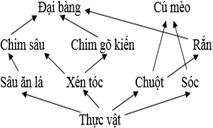 Đại bàng Cú mèo
Chim sâu Chim gõ kiến Rắn
Sâu ăn lá Xén tóc Chuột Sóc
Thực vật